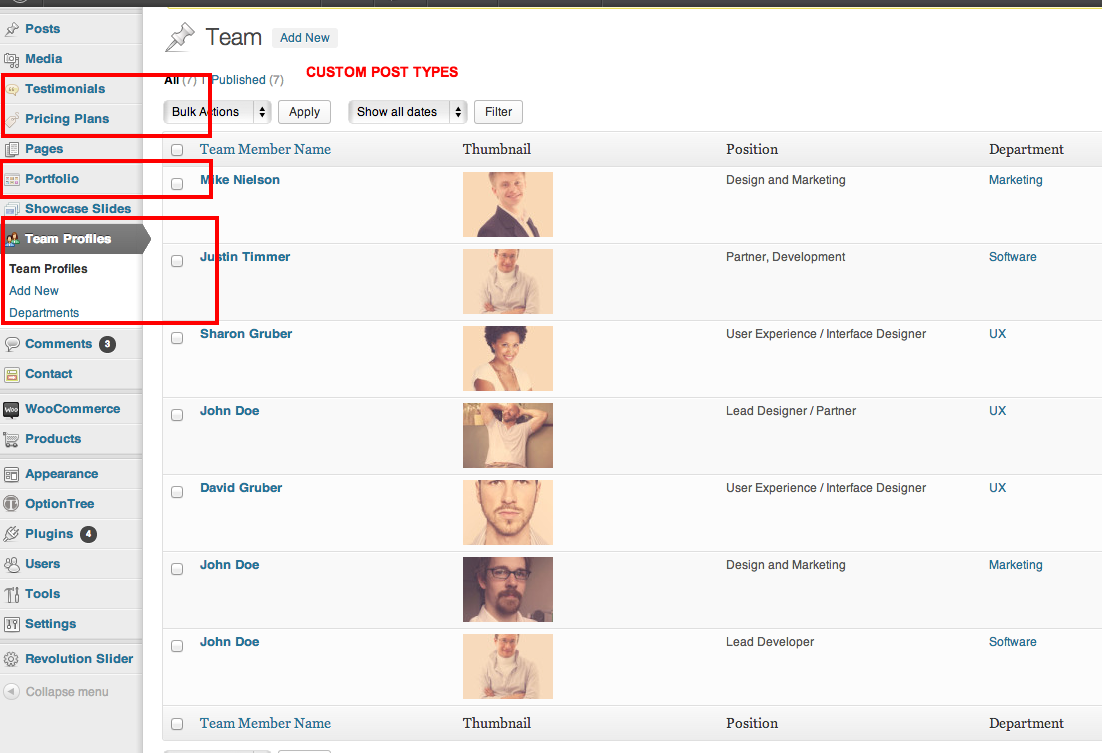 Posts
Media
Testimonials
Pricing Plans
Pages
Portfolio
Showcase Slides
Team Profiles
Team Profiles
Add New
Departments
Comments 3
Contact
WooCommerce
Products
Appearance
OptionTree
Plugins 4
Users
Tools
Settings
Revolution Slider
Collapse menu
Team Add New
CUSTOM POST TYPES
All (7) | Published (7)
Bulk Actions Apply Show all dates Filter
Team Member Name Thumbnail Position Department
Mike Nielson Design and Marketing Marketing
Justin Timmer Partner, Development Software
Sharon Gruber User Experience / Interface Designer UX
John Doe Lead Designer / Partner UX
David Gruber User Experience / Interface Designer UX
John Doe Design and Marketing Marketing
John Doe Lead Developer Software
Team Member Name Thumbnail Position Department